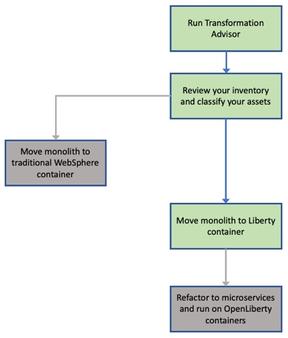 Run Transformation
Advisor
Review your inventory
and classify your assets
Move monolith to
traditional WebSphere
container
Move monolith to Liberty
container
Refactor to microservices
and run on OpenLiberty
containers